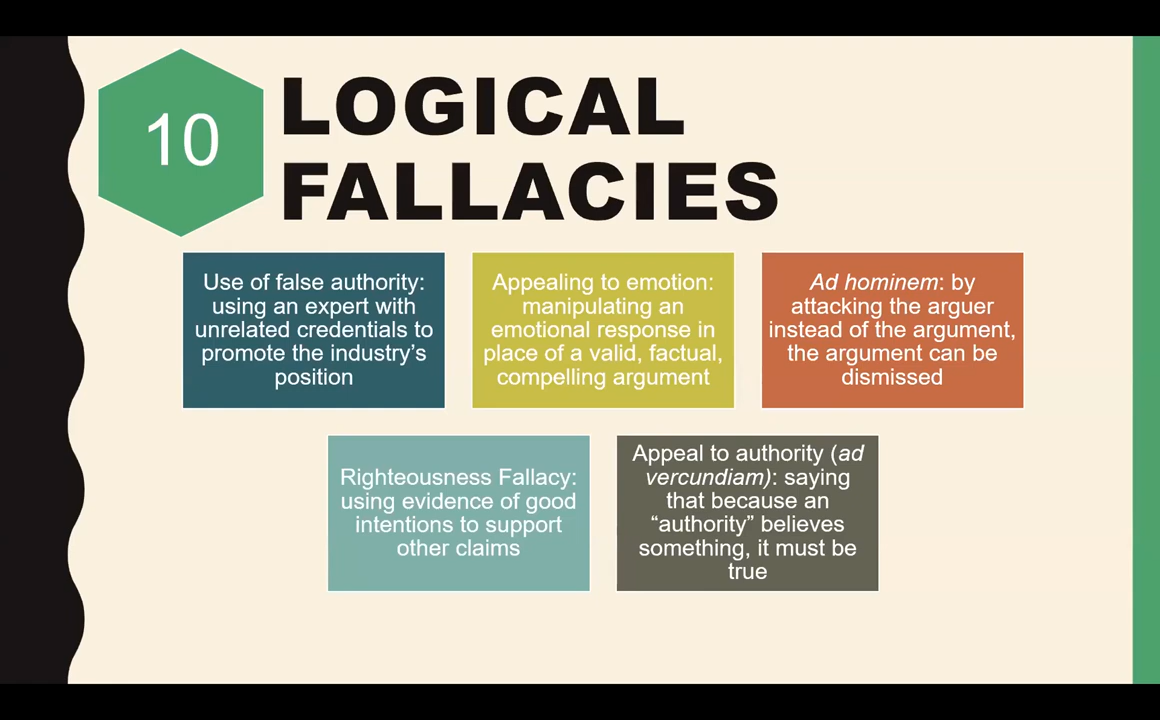 10
LOGICAL
FALLACIES
Use of false authority:
using an expert with
unrelated credentials to
promote the industry’s
position
Appealing to emotion:
manipulating an
emotional response in
place of a valid, factual,
compelling argument
Ad hominem: by
attacking the arguer
instead of the argument,
the argument can be
dismissed
Righteousness Fallacy:
using evidence of good
intentions to support
other claims
Appeal to authority (ad
vercundiam): saying
that because an
“authority” believes
something, it must be
true